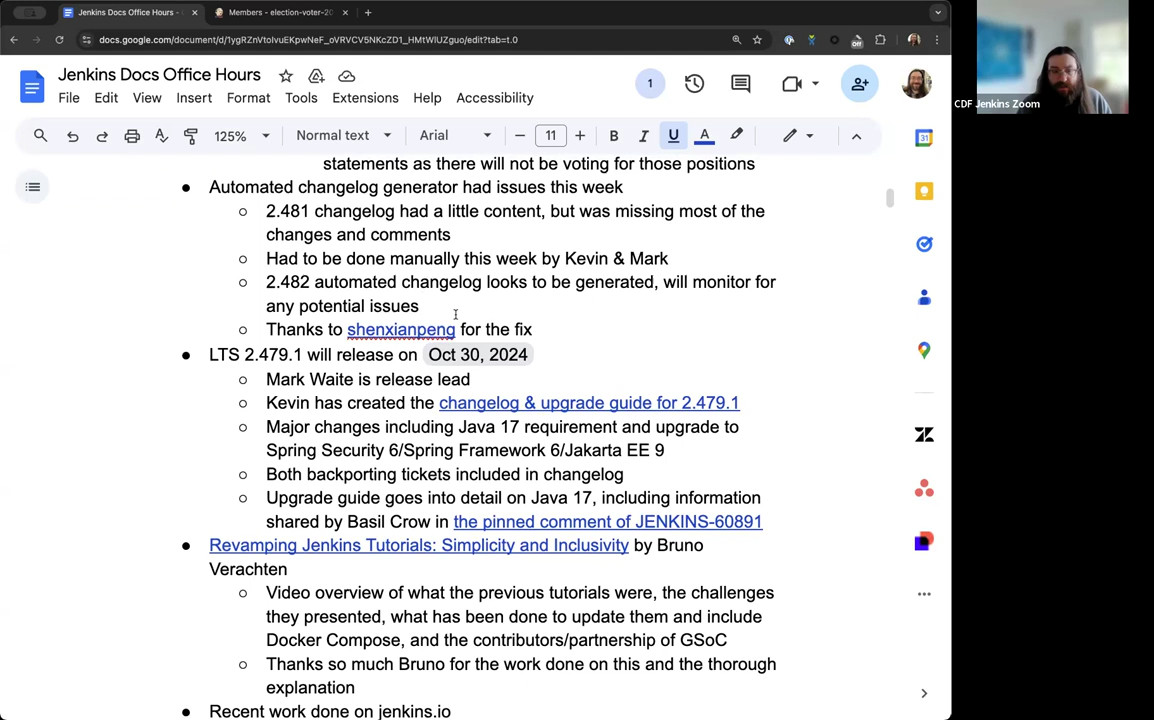 Jenkins Docs Office Hours -
Members - election-voter-20
docs.google.com/document/d/1ygRZnVtolvuEKpwNeF_oVRVCV5NKcZD1_HMtWlUZguo/edit?tab=t.0
Off
Jenkins Docs Office Hours
File Edit View Insert Format Tools Extensions Help Accessibility
1
125% Normal text Arial 11 B I U A
31
CDF Jenkins Zoom
statements as there will not be voting for those positions
Automated changelog generator had issues this week
2.481 changelog had a little content, but was missing most of the
changes and comments
Had to be done manually this week by Kevin & Mark
2.482 automated changelog looks to be generated, will monitor for
any potential issues
Thanks to shenxianpeng for the fix
LTS 2.479.1 will release on Oct 30, 2024
Mark Waite is release lead
Kevin has created the changelog & upgrade guide for 2.479.1
Major changes including Java 17 requirement and upgrade to
Spring Security 6/Spring Framework 6/Jakarta EE 9
Both backporting tickets included in changelog
Upgrade guide goes into detail on Java 17, including information
shared by Basil Crow in the pinned comment of JENKINS-60891
Revamping Jenkins Tutorials: Simplicity and Inclusivity by Bruno
Verachten
Video overview of what the previous tutorials were, the challenges
they presented, what has been done to update them and include
Docker Compose, and the contributors/partnership of GSoC
Thanks so much Bruno for the work done on this and the thorough
explanation
Recent work done on jenkins.io